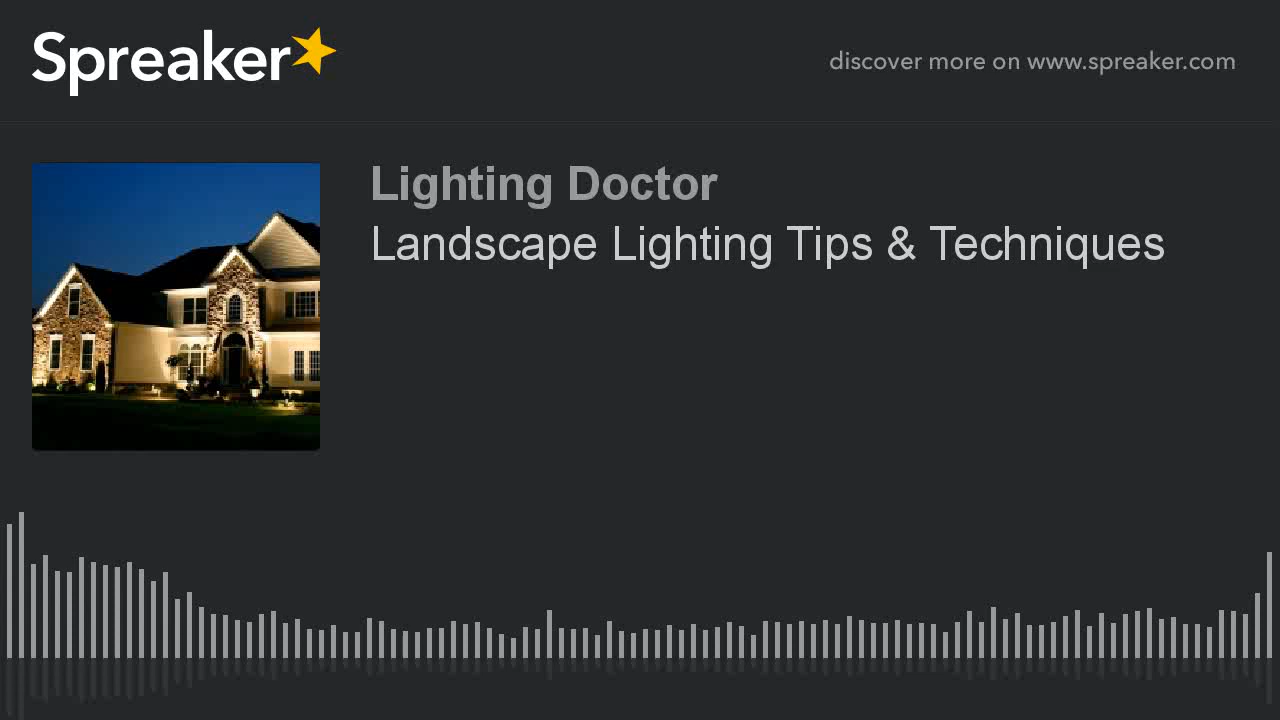 Spreaker
discover more on www.spreaker.com
Lighting Doctor
Landscape Lighting Tips & Techniques